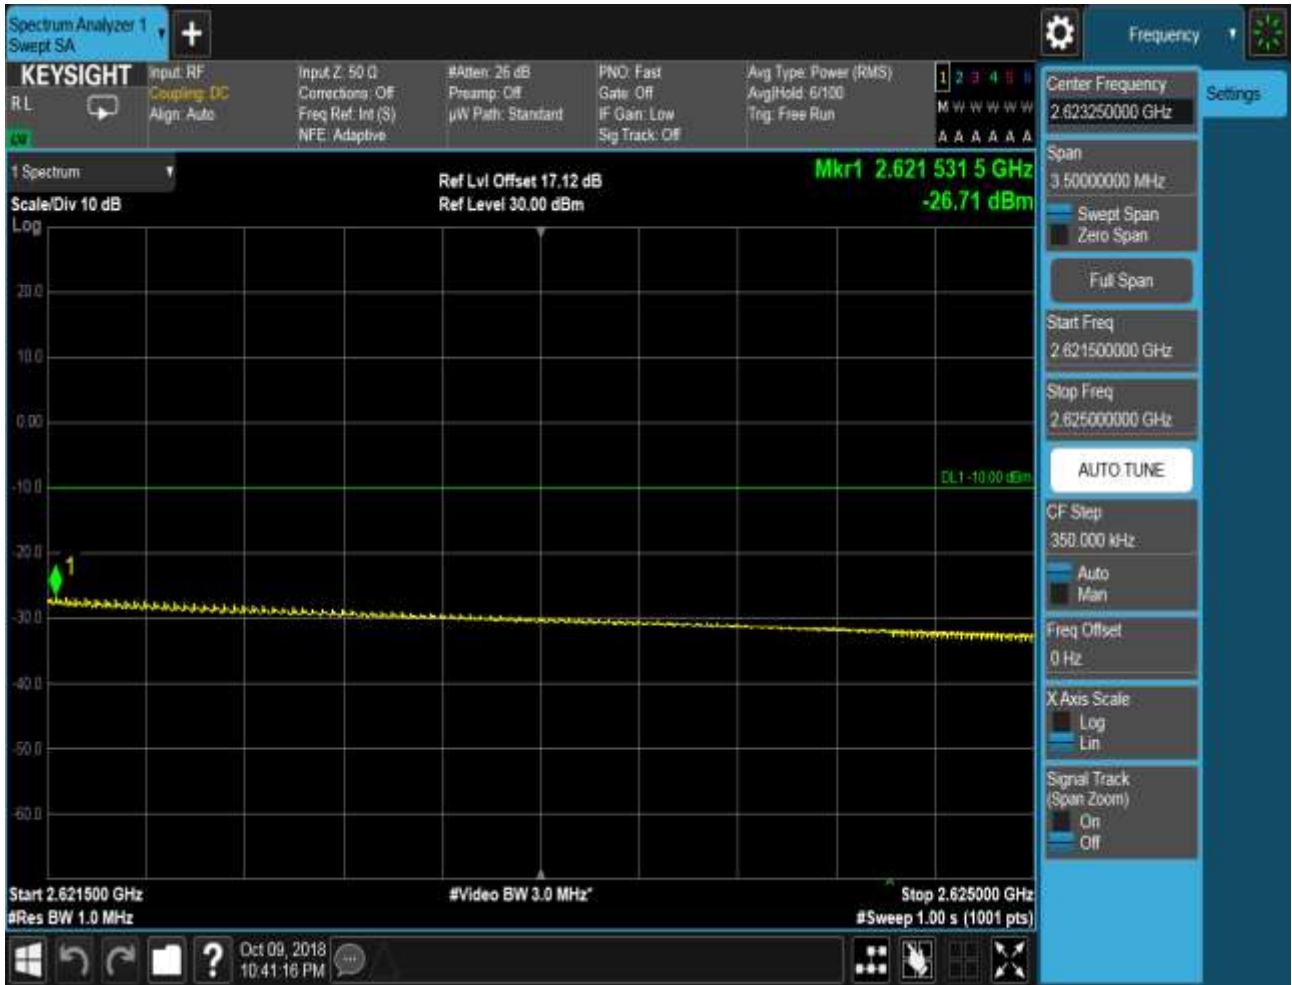 Spectrum Analyzer 1
Swept SA
Frequency
KEYSIGHT
Input: RF
Input Z: 50 Ω
#Atten: 26 dB
PNO: Fast
Avg Type: Power (RMS)
1 2 3 4 5 6
R L
Coupling: DC
Corrections: Off
Preamp: Off
Gate: Off
Avg|Hold: 6/100
M W W W W W
Align: Auto
Freq Ref: Int (S)
µW Path: Standard
IF Gain: Low
Trig: Free Run
NFE: Adaptive
Sig Track: Off
A A A A A A
1 Spectrum
Scale/Div 10 dB
Ref Lvl Offset 17.12 dB
Ref Level 30.00 dBm
Mkr1 2.621 531 5 GHz
-26.71 dBm
Log
20.0
10.0
0.00
-10.0
-20.0
-30.0
-40.0
-50.0
-60.0
DL1 -10.00 dBm
1
Start 2.621500 GHz
#Video BW 3.0 MHz*
Stop 2.625000 GHz
#Res BW 1.0 MHz
#Sweep 1.00 s (1001 pts)
Center Frequency
2.623250000 GHz
Settings
Span
3.50000000 MHz
Swept Span
Zero Span
Full Span
Start Freq
2.621500000 GHz
Stop Freq
2.625000000 GHz
AUTO TUNE
CF Step
350.000 kHz
Auto
Man
Freq Offset
0 Hz
X Axis Scale
Log
Lin
Signal Track
(Span Zoom)
On
Off
?
Oct 09, 2018
10:41:16 PM